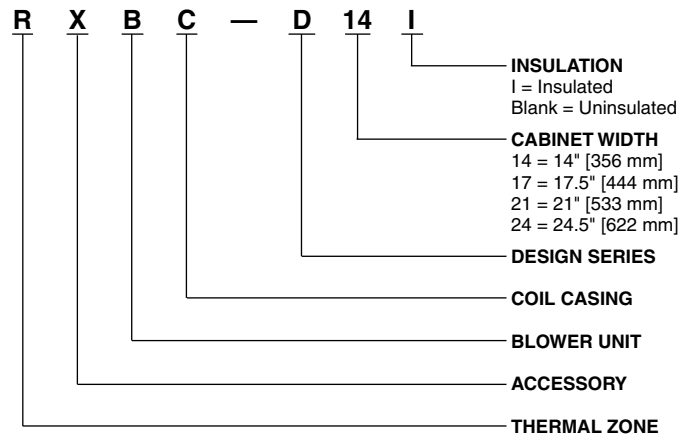 R X B C — D 14 I
INSULATION
I = Insulated
Blank = Uninsulated
CABINET WIDTH
14 = 14" [356 mm]
17 = 17.5" [444 mm]
21 = 21" [533 mm]
24 = 24.5" [622 mm]
DESIGN SERIES
COIL CASING
BLOWER UNIT
ACCESSORY
THERMAL ZONE